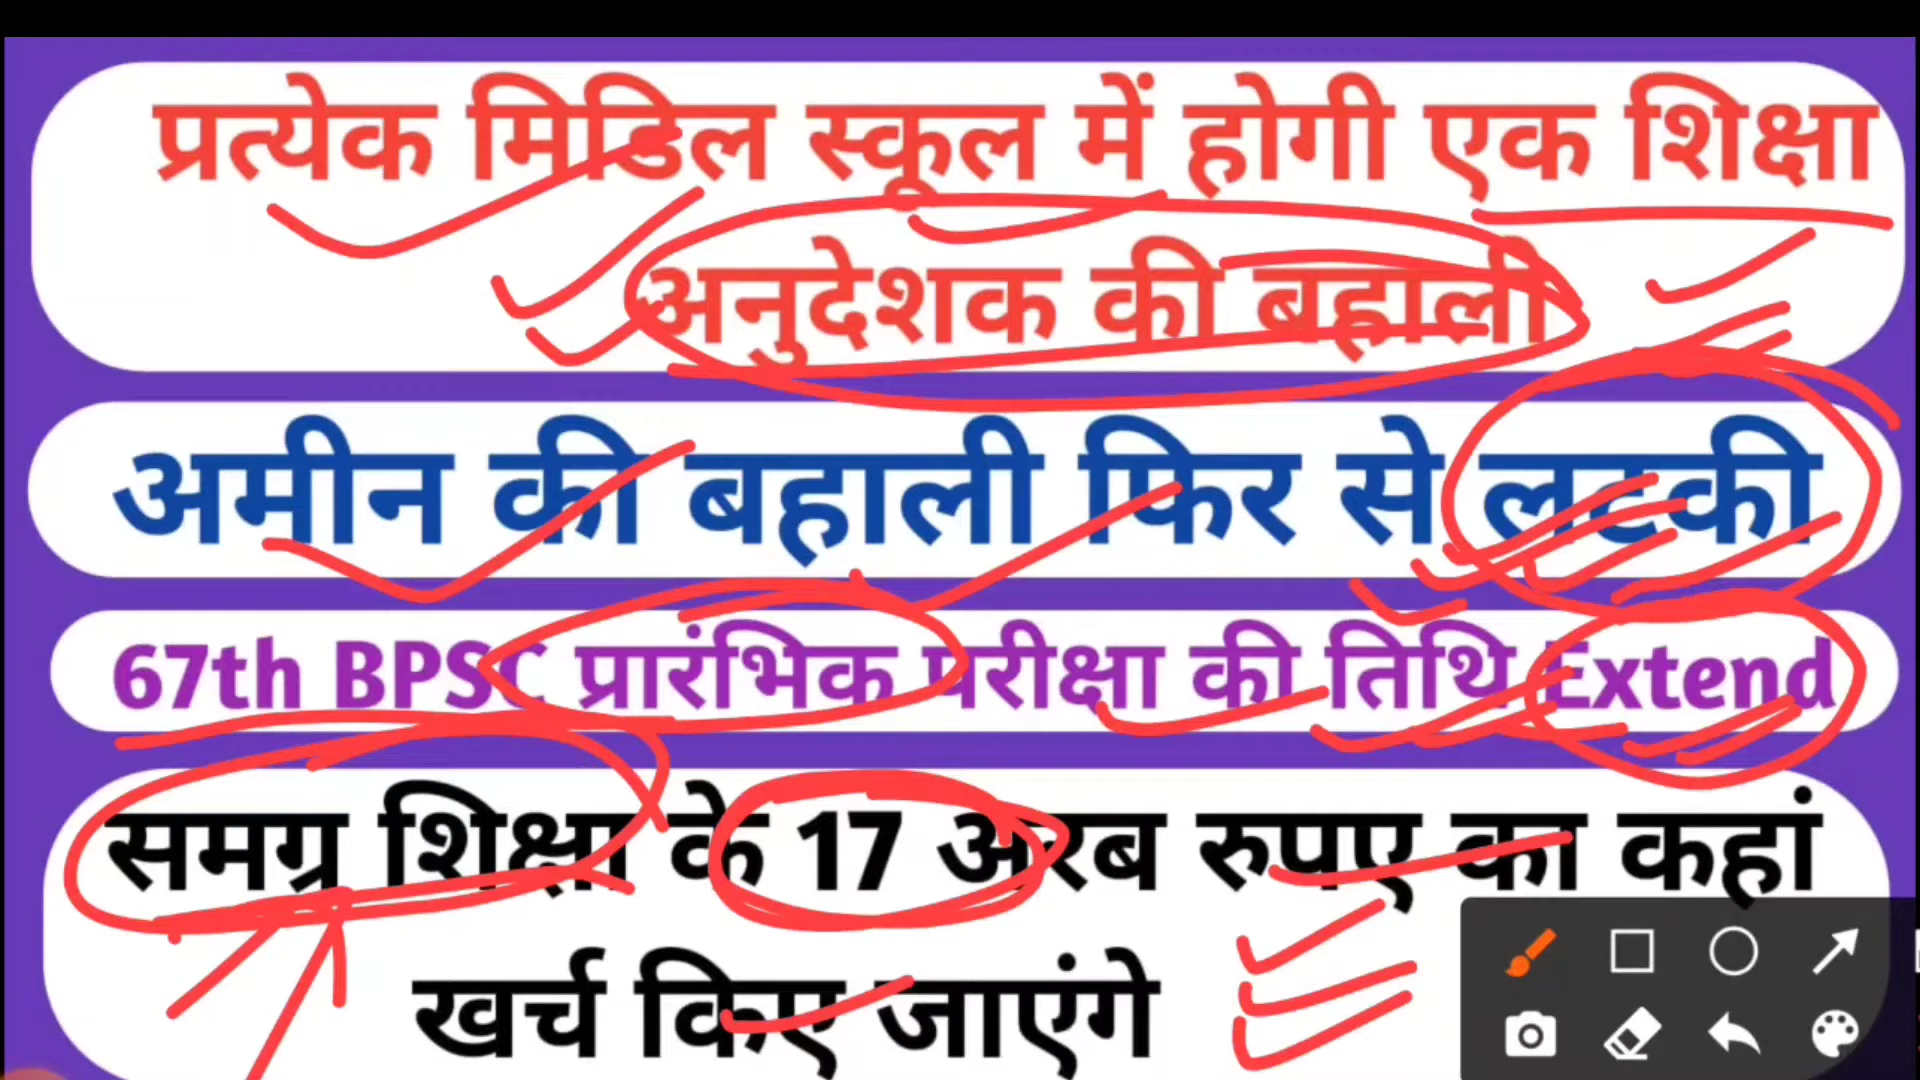 प्रत्येक मिडिल स्कूल में होगी एक शिक्षा
अनुदेशक की बहाली
अमीन की बहाली फिर से लटकी
67th BPSC प्रारंभिक परीक्षा की तिथि Extend
समग्र शिक्षा के 17 अरब रुपए का कहां
खर्च किए जाएंगे